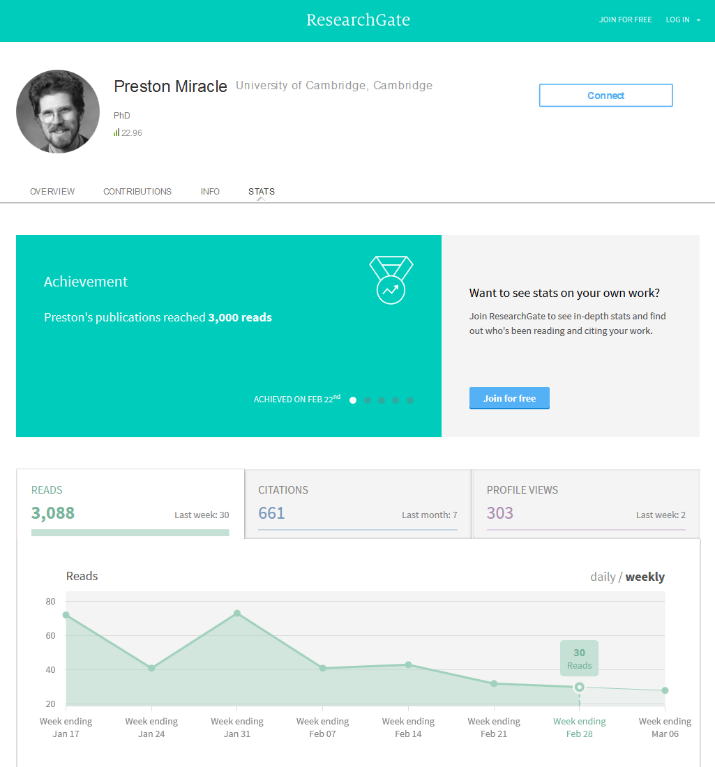 ResearchGate
JOIN FOR FREE LOG IN
Preston Miracle University of Cambridge, Cambridge
Connect
PhD
22.96
OVERVIEW CONTRIBUTIONS INFO STATS
Achievement
Preston's publications reached 3,000 reads
ACHIEVED ON FEB 22nd
Want to see stats on your own work?
Join ResearchGate to see in-depth stats and find
out who's been reading and citing your work.
Join for free
READS
3,088 Last week: 30
CITATIONS
661 Last month: 7
PROFILE VIEWS
303 Last week: 2
Reads daily / weekly
80
60
40
20
30
Reads
Week ending Week ending Week ending Week ending Week ending Week ending Week ending Week ending
Jan 17 Jan 24 Jan 31 Feb 07 Feb 14 Feb 21 Feb 28 Mar 06